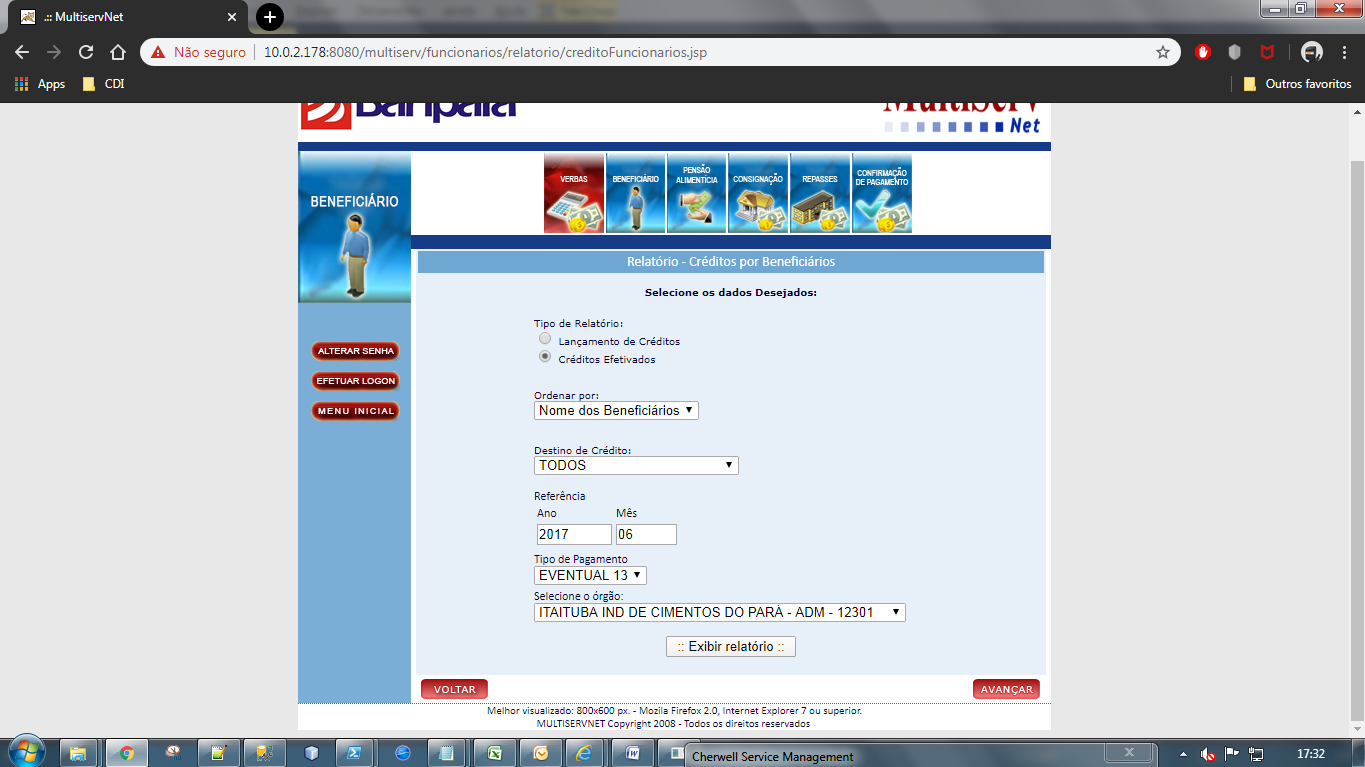 .:: MultiservNet
Não seguro
10.0.2.178:8080/multiserv/funcionarios/relatorio/creditoFuncionarios.jsp
Apps
CDI
Outros favoritos
Banpará
Multiserv
Net
BENEFICIÁRIO
VERBAS
BENEFICIÁRIO
PENSÃO
ALIMENTÍCIA
CONSIGNAÇÃO
REPASSES
CONFIRMAÇÃO
DE PAGAMENTO
ALTERAR SENHA
EFETUAR LOGON
MENU INICIAL
Relatório - Créditos por Beneficiários
Selecione os dados Desejados:
Tipo de Relatório:
Lançamento de Créditos
Créditos Efetivados
Ordenar por:
Nome dos Beneficiários
Destino de Crédito:
TODOS
Referência
Ano Mês
2017 06
Tipo de Pagamento
EVENTUAL 13
Selecione o órgão:
ITAITUBA IND DE CIMENTOS DO PARÁ - ADM - 12301
:: Exibir relatório ::
VOLTAR
AVANÇAR
Melhor visualizado: 800x600 px. - Mozila Firefox 2.0, Internet Explorer 7 ou superior.
MULTISERVNET Copyright 2008 - Todos os direitos reservados
Cherwell Service Management
17:32